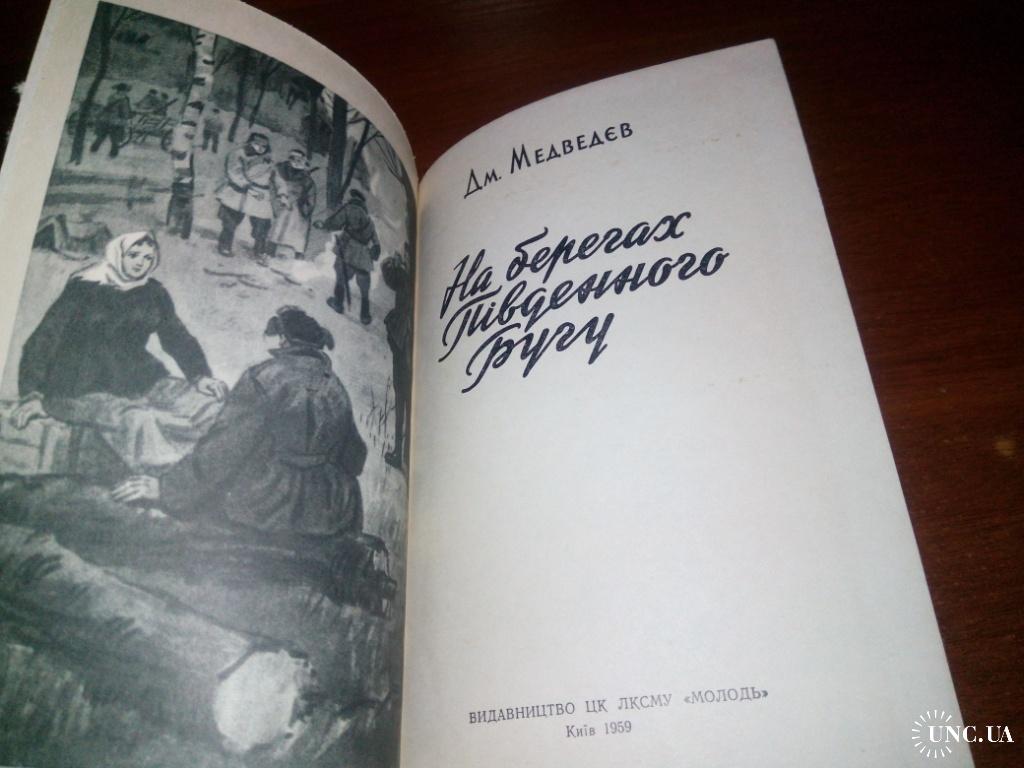 Дм. Медведєв
На берегах
Південного
Бугу
ВИДАВНИЦТВО ЦК ЛКСМУ «МОЛОДЬ»
Київ 1959
UNC.UA